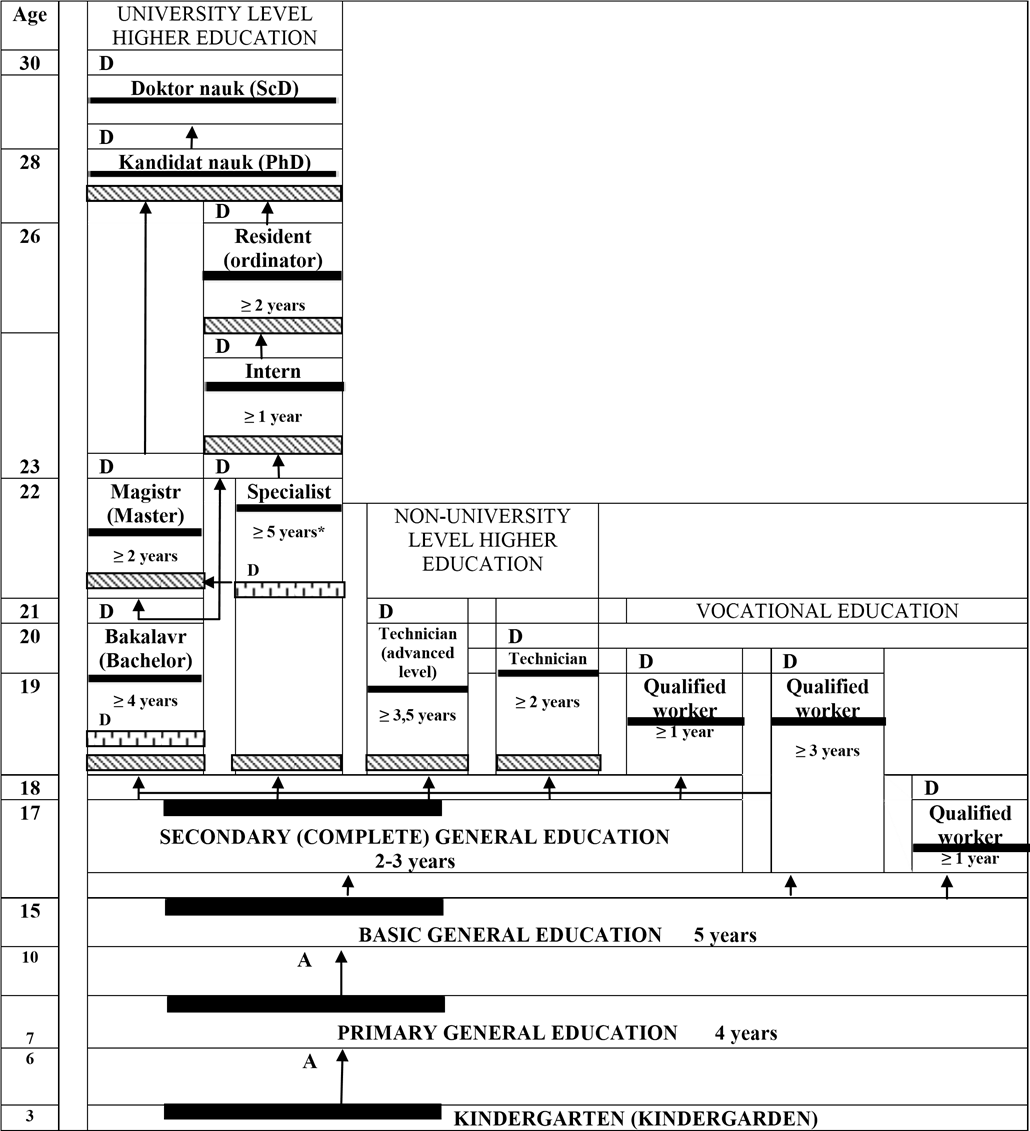 Age
UNIVERSITY LEVEL
HIGHER EDUCATION
30
D
Doktor nauk (ScD)
D
28
Kandidat nauk (PhD)
D
26
Resident
(ordinator)
≥ 2 years
D
Intern
≥ 1 year
23
D
D
22
Magistr
(Master)
≥ 2 years
Specialist
≥ 5 years*
D
NON-UNIVERSITY
LEVEL HIGHER
EDUCATION
21
D
D
VOCATIONAL EDUCATION
20
Bakalavr
(Bachelor)
≥ 4 years
D
Technician
(advanced
level)
≥ 3,5 years
D
Technician
≥ 2 years
D
D
19
Qualified
worker
≥ 1 year
Qualified
worker
≥ 3 years
18
D
17
SECONDARY (COMPLETE) GENERAL EDUCATION
2-3 years
Qualified
worker
≥ 1 year
15
BASIC GENERAL EDUCATION 5 years
10
A
PRIMARY GENERAL EDUCATION 4 years
7
6
A
3
KINDERGARTEN (KINDERGARDEN)